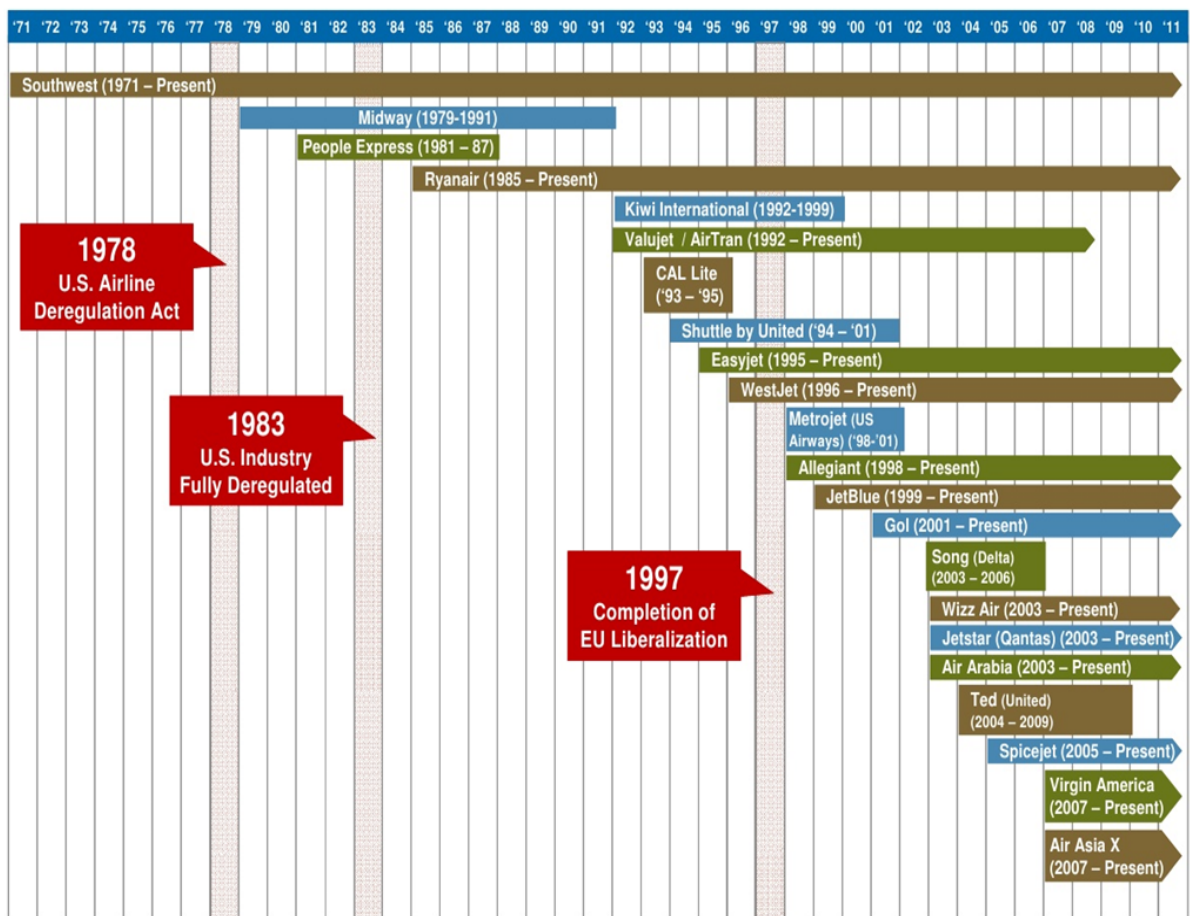 ‘71 ‘72 ‘73 ‘74 ‘75 ‘76 ‘77 ‘78 ‘79 ‘80 ‘81 ‘82 ‘83 ‘84 ‘85 ‘86 ‘87 ‘88 ‘89 ‘90 ‘91 ‘92 ‘93 ‘94 ‘95 ‘96 ‘97 ‘98 ‘99 ‘00 ‘01 ‘02 ‘03 ‘04 ‘05 ‘06 ‘07 ‘08 ‘09 ‘10 ‘11
Southwest (1971 – Present)
Midway (1979-1991)
People Express (1981 – 87)
Ryanair (1985 – Present)
Kiwi International (1992-1999)
Valujet / AirTran (1992 – Present)
1978
U.S. Airline
Deregulation Act
CAL Lite
(‘93 – ‘95)
Shuttle by United (‘94 – ‘01)
Easyjet (1995 – Present)
WestJet (1996 – Present)
1983
U.S. Industry
Fully Deregulated
Metrojet (US
Airways) (‘98-’01)
Allegiant (1998 – Present)
JetBlue (1999 – Present)
Gol (2001 – Present)
1997
Completion of
EU Liberalization
Song (Delta)
(2003 – 2006)
Wizz Air (2003 – Present)
Jetstar (Qantas) (2003 – Present)
Air Arabia (2003 – Present)
Ted (United)
(2004 – 2009)
Spicejet (2005 – Present)
Virgin America
(2007 – Present)
Air Asia X
(2007 – Present)